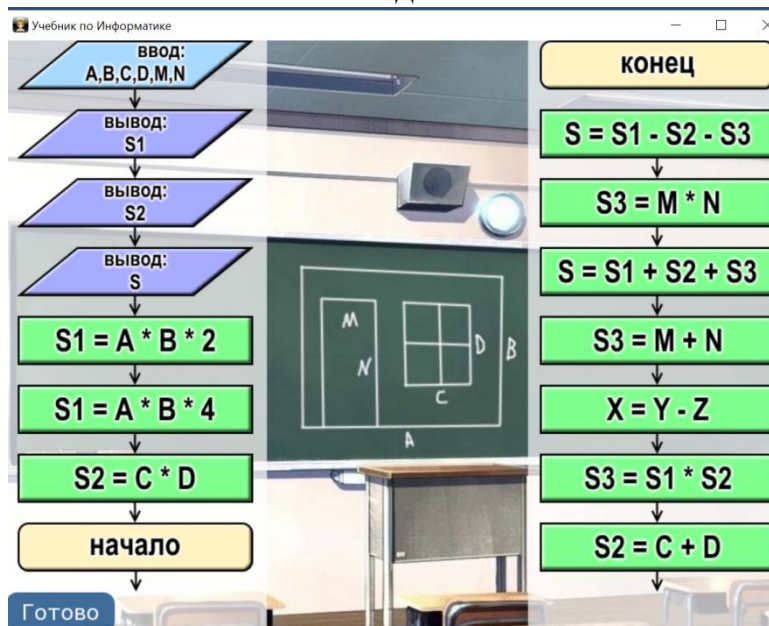 Учебник по Информатике
ввод:
A,B,C,D,M,N
вывод:
S1
вывод:
S2
вывод:
S
S1 = A * B * 2
S1 = A * B * 4
S2 = C * D
начало
Готово
M
N
D
B
C
A
конец
S = S1 - S2 - S3
S3 = M * N
S = S1 + S2 + S3
S3 = M + N
X = Y - Z
S3 = S1 * S2
S2 = C + D